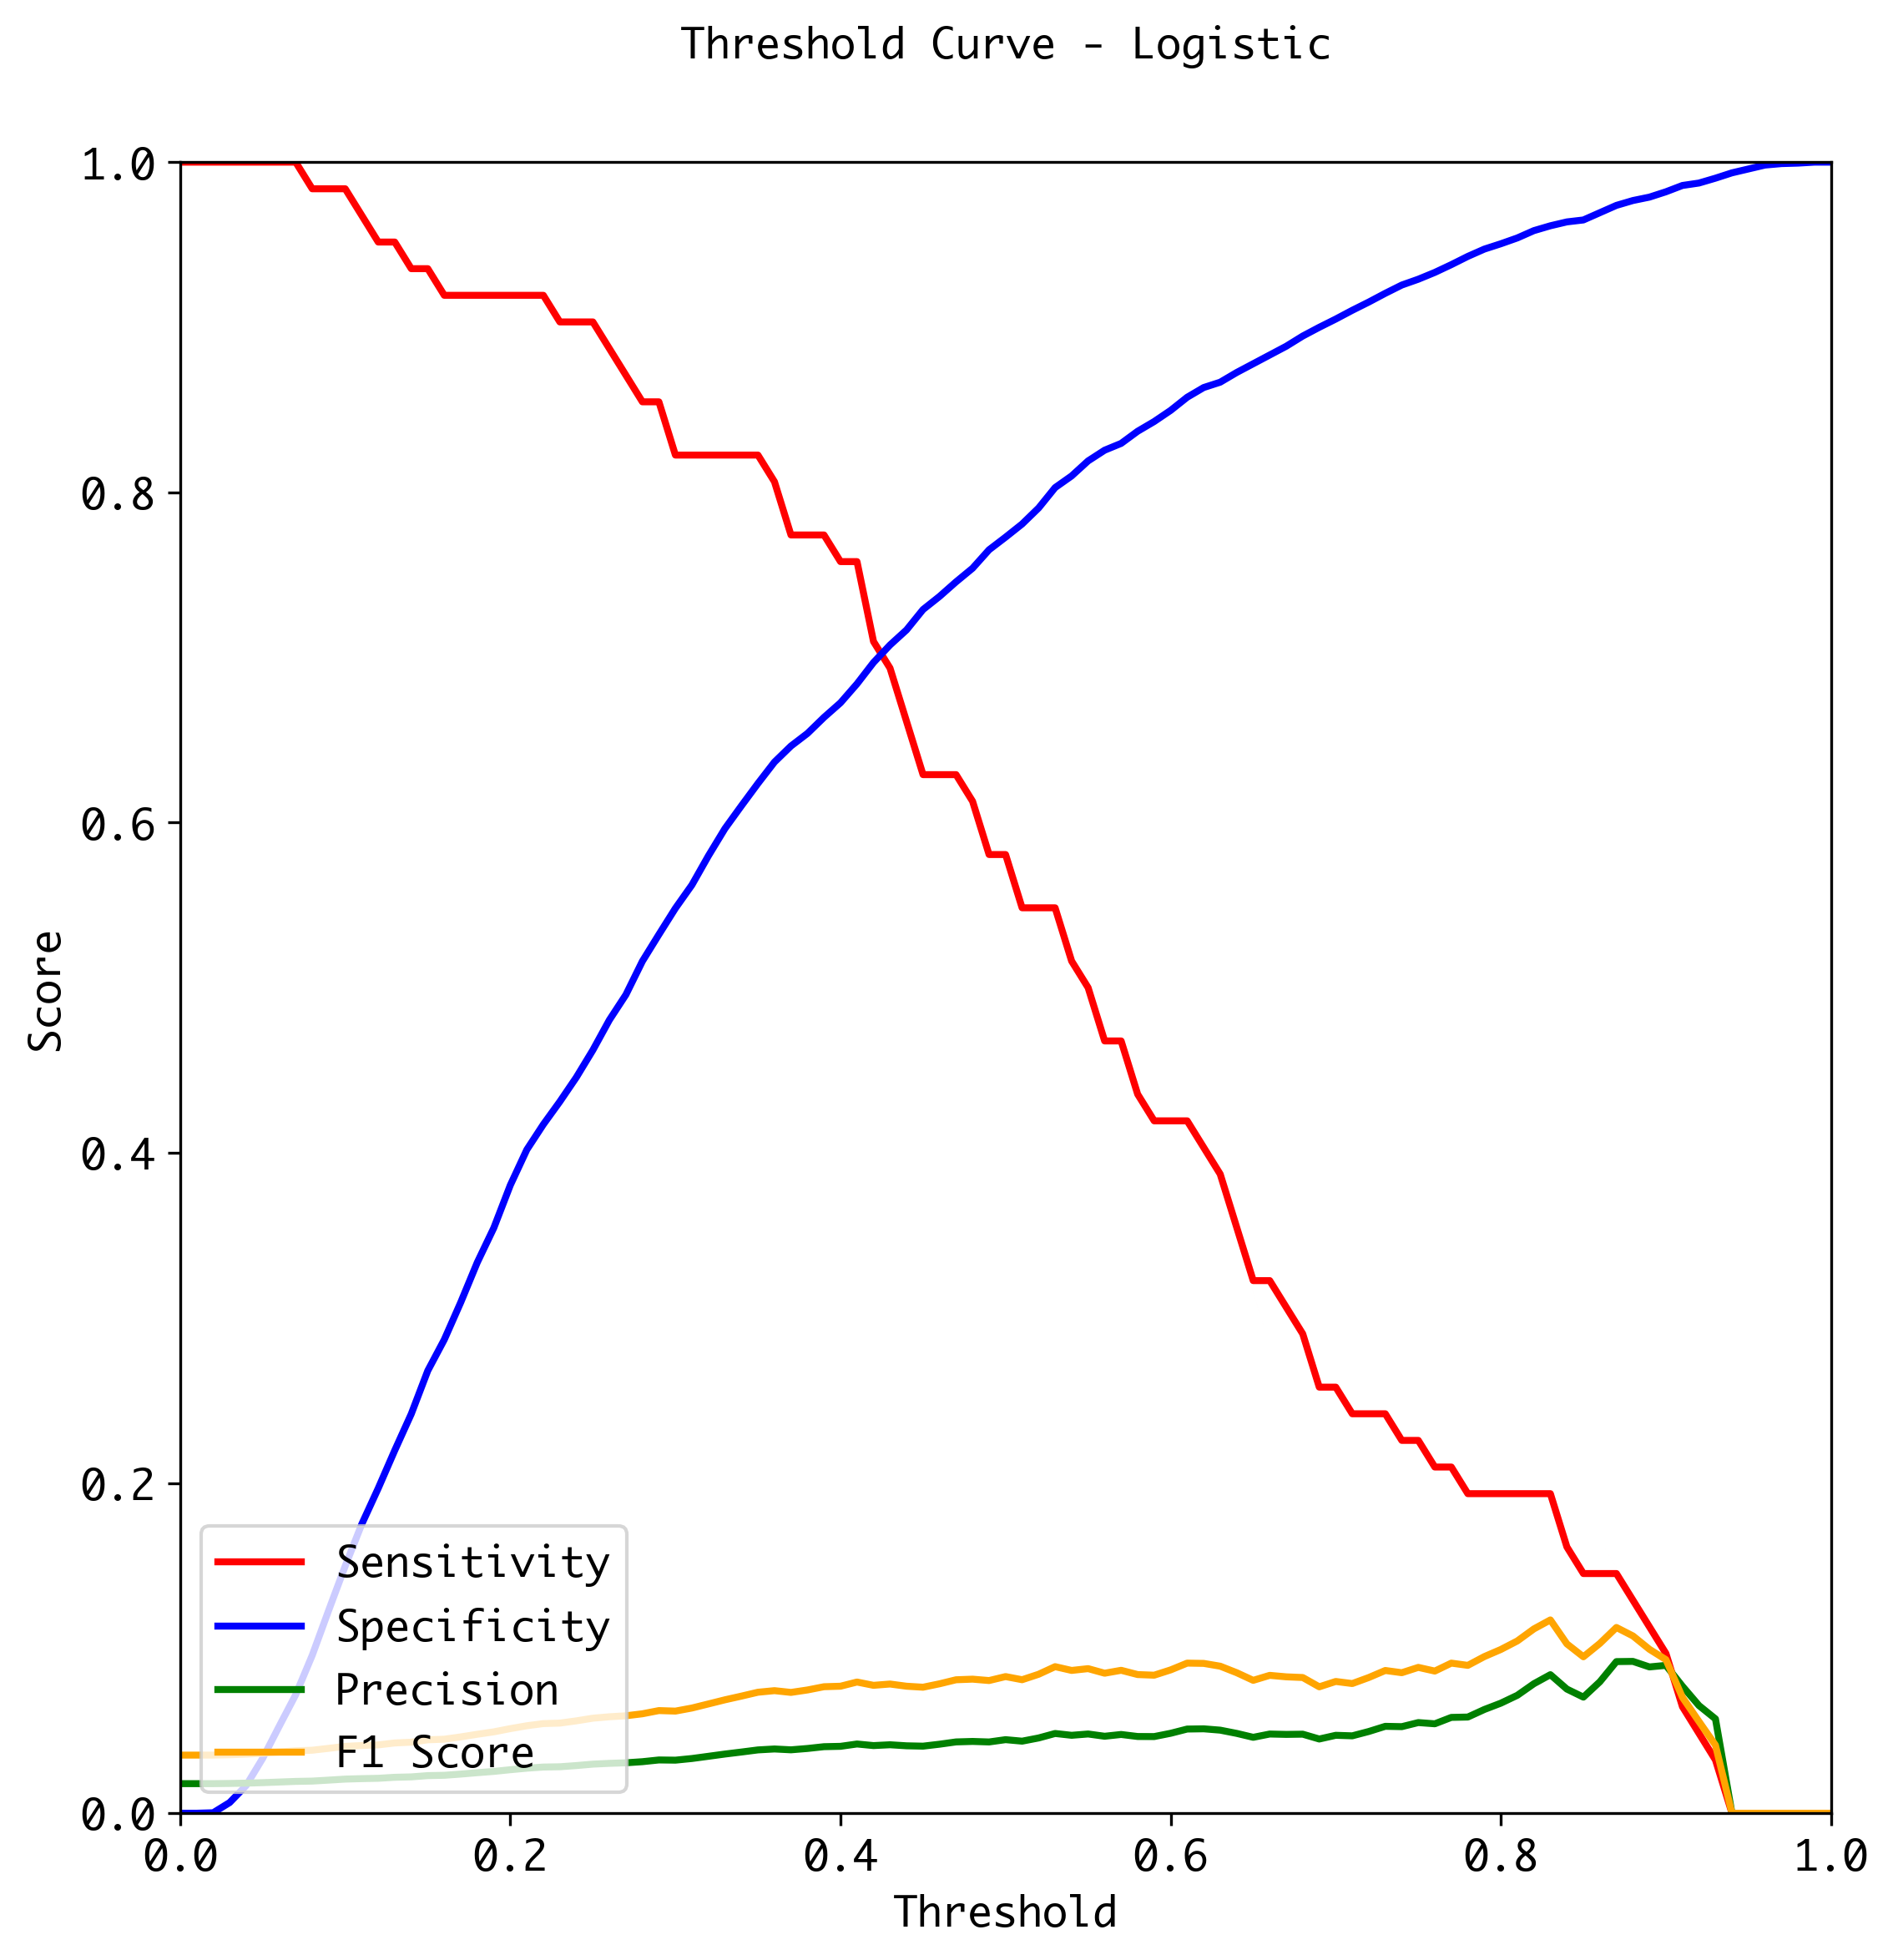 Threshold Curve - Logistic
1.0
0.8
0.6
0.4
0.2
0.0
Score
Sensitivity
Specificity
Precision
F1 Score
0.0 0.2 0.4 0.6 0.8 1.0
Threshold